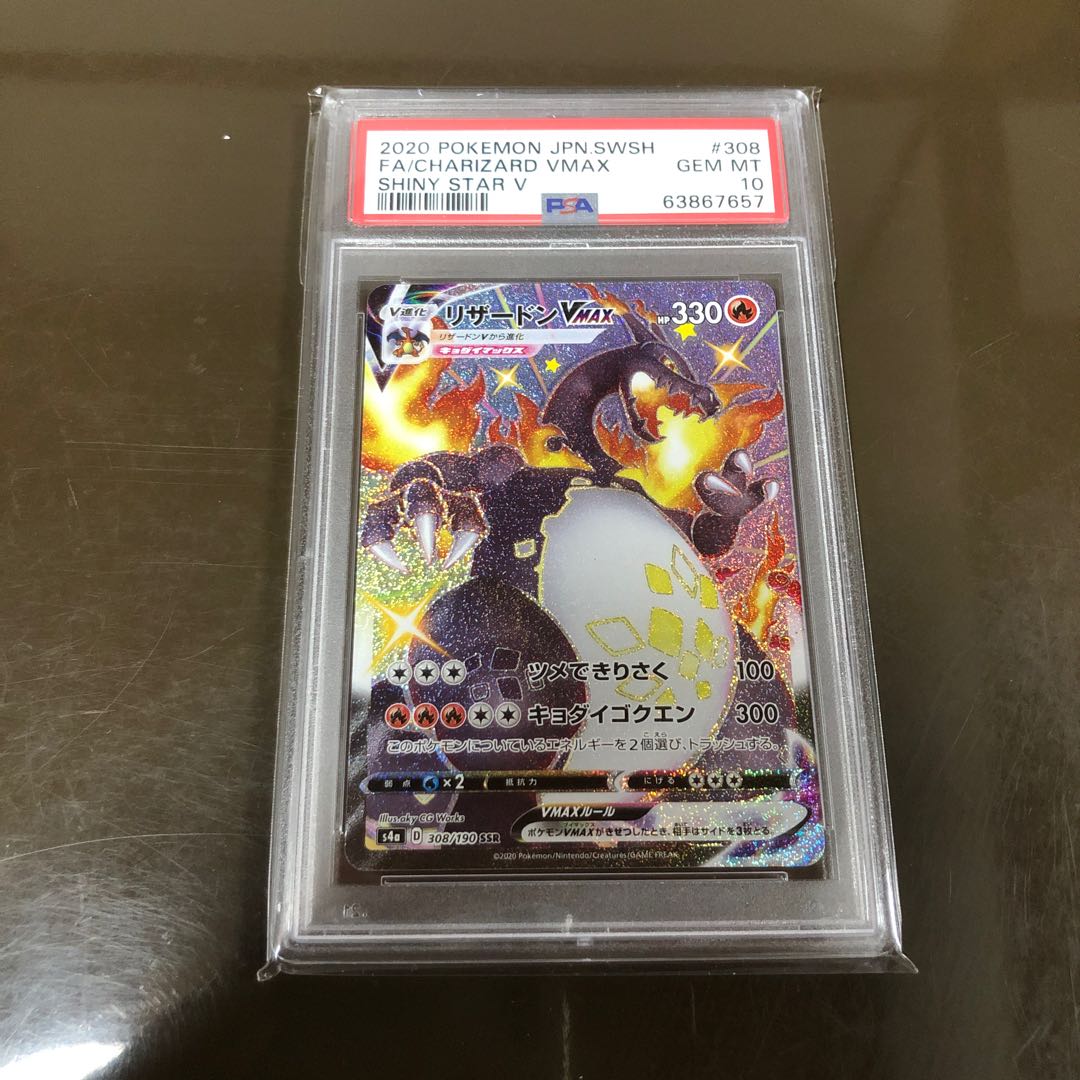 2020 POKEMON JPN.SWSH #308
FA/CHARIZARD VMAX GEM MT
SHINY STAR V 10
PSA 63867657
V進化 リザードンVMAX HP330
リザードンVから進化
キョダイマックス
ツメできりさく 100
キョダイゴクエン 300
このポケモンについているエネルギーを2個選び、トラッシュする。
弱点 ×2 抵抗力 にげる
Illus. aky CG Works
VMAXルール
ポケモンVMAXがきぜつしたとき、相手はサイドを3枚とる。
s4a D 308/190 SSR
©2020 Pokémon/Nintendo/Creatures/GAME FREAK